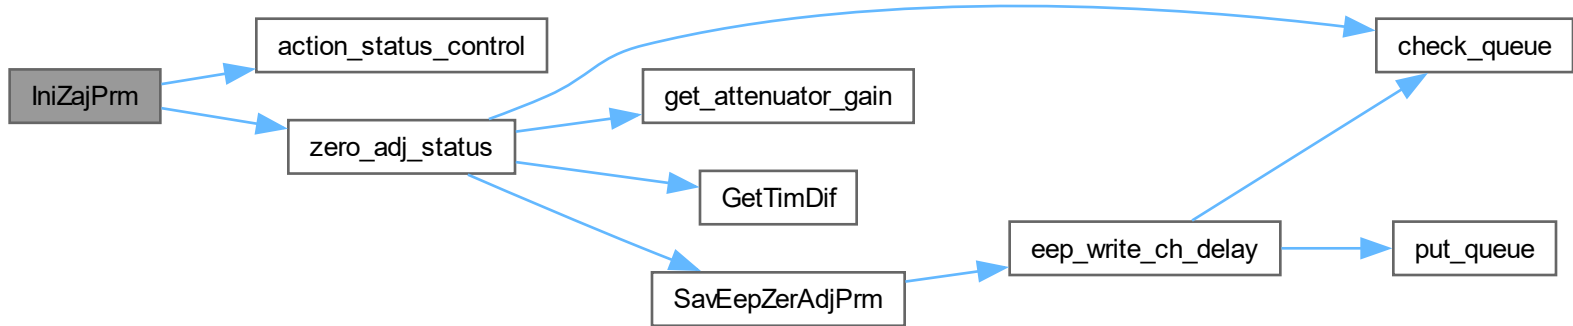 IniZajPrm
action_status_control
zero_adj_status
check_queue
get_attenuator_gain
GetTimDif
SavEepZerAdjPrm
eep_write_ch_delay
put_queue